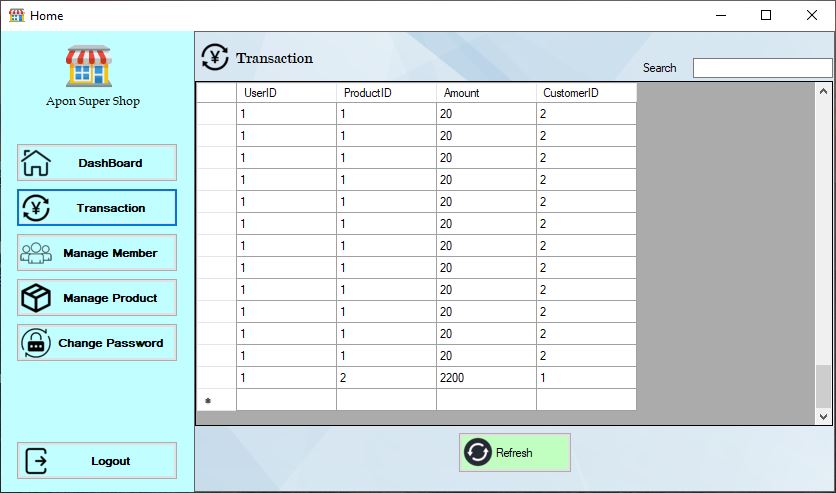 Home
Apon Super Shop
DashBoard
Transaction
Manage Member
Manage Product
Change Password
Logout
Transaction
Search
UserID ProductID Amount CustomerID
1 1 20 2
1 1 20 2
1 1 20 2
1 1 20 2
1 1 20 2
1 1 20 2
1 1 20 2
1 1 20 2
1 1 20 2
1 1 20 2
1 1 20 2
1 1 20 2
1 2 2200 1
*
Refresh